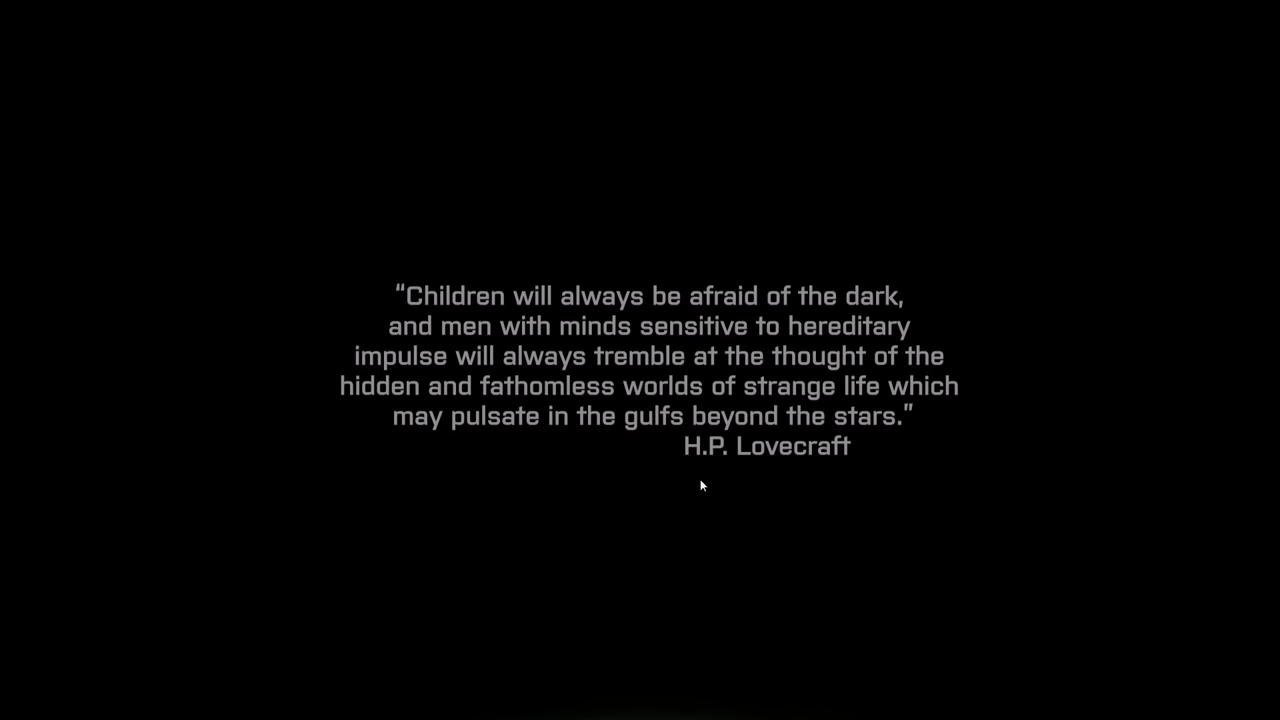 “Children will always be afraid of the dark,
and men with minds sensitive to hereditary
impulse will always tremble at the thought of the
hidden and fathomless worlds of strange life which
may pulsate in the gulfs beyond the stars.”
H.P. Lovecraft